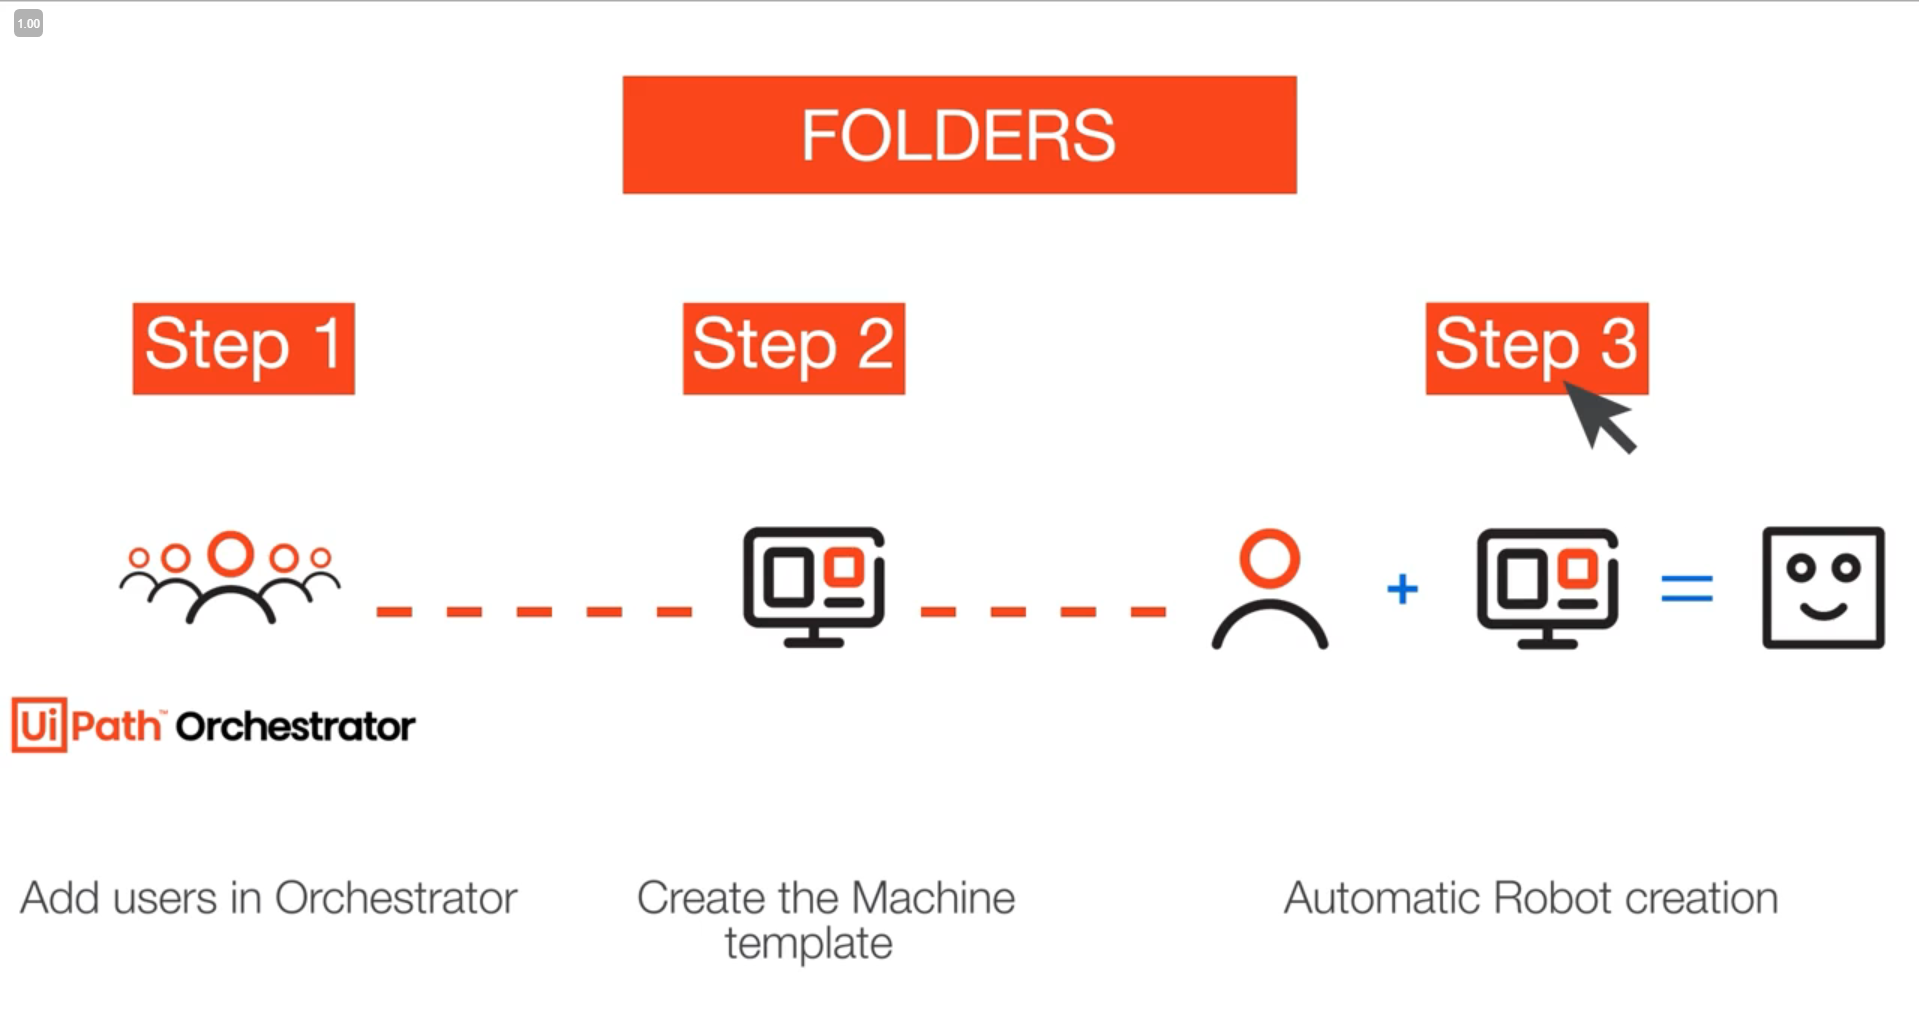 1.00
FOLDERS
Step 1
Step 2
Step 3
UiPath™ Orchestrator
Add users in Orchestrator
Create the Machine
template
Automatic Robot creation